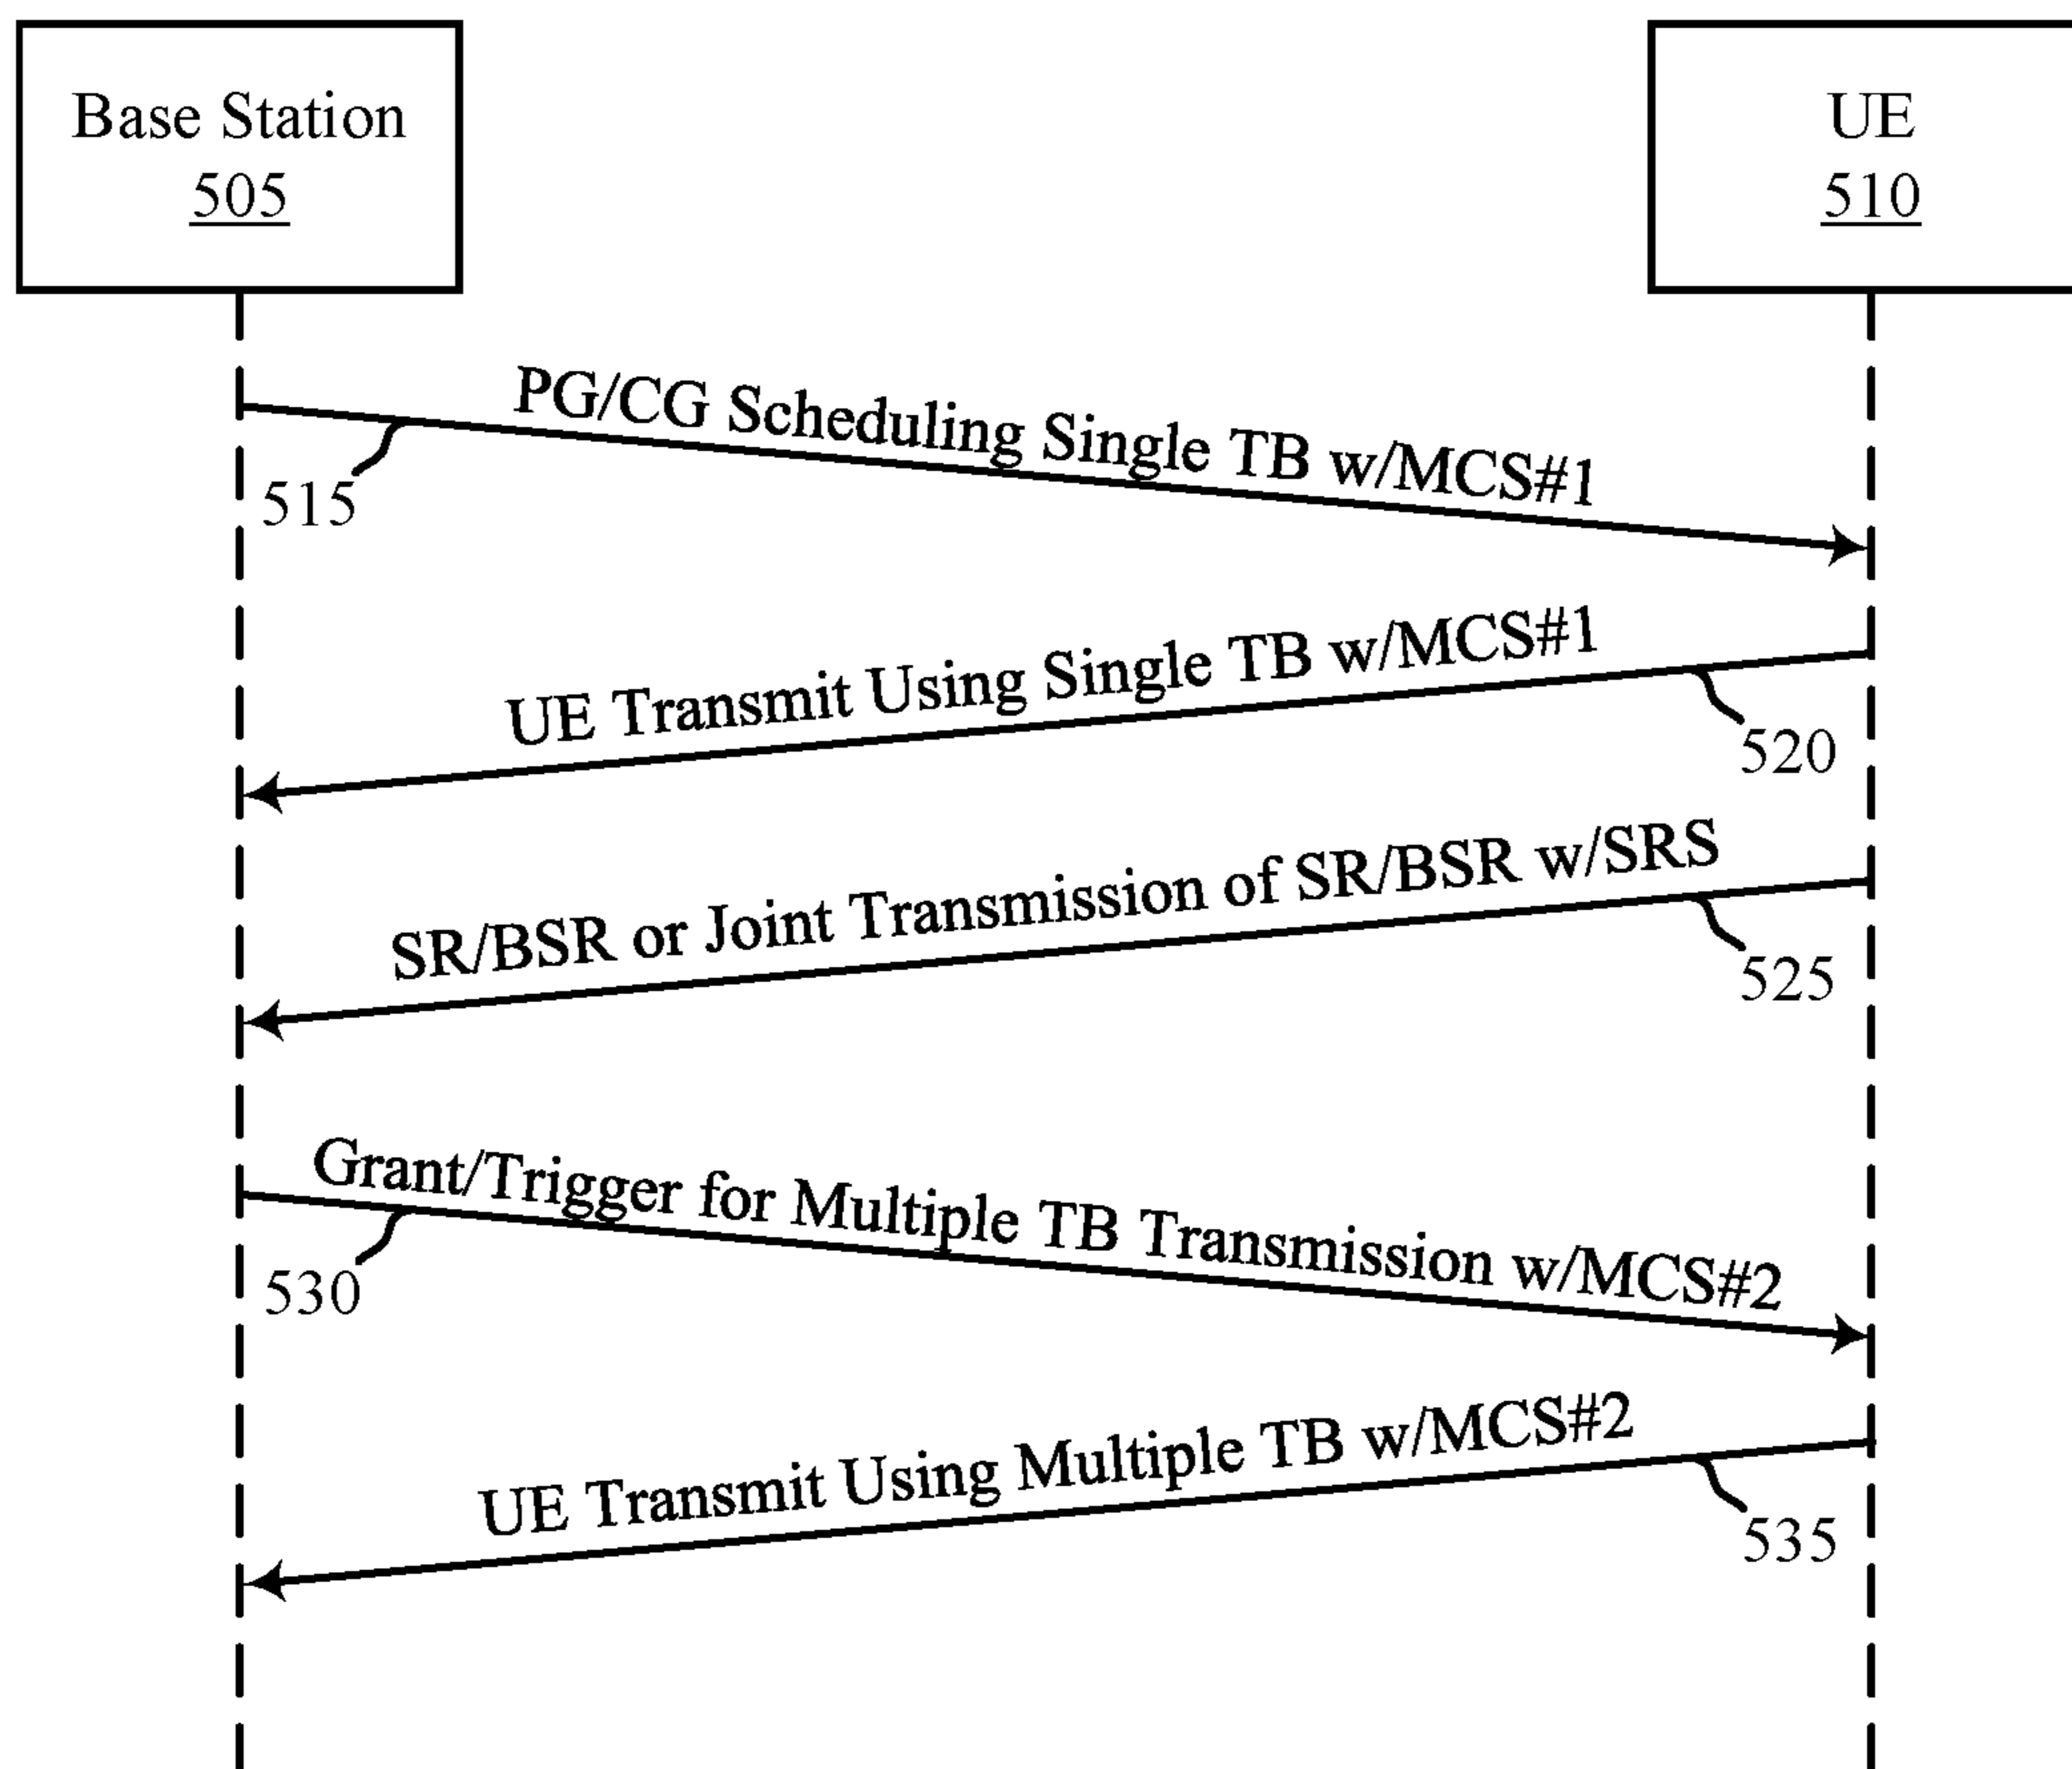 Base Station
505
UE
510
PG/CG Scheduling Single TB w/MCS#1
515
UE Transmit Using Single TB w/MCS#1
520
SR/BSR or Joint Transmission of SR/BSR w/SRS
525
Grant/Trigger for Multiple TB Transmission w/MCS#2
530
UE Transmit Using Multiple TB w/MCS#2
535